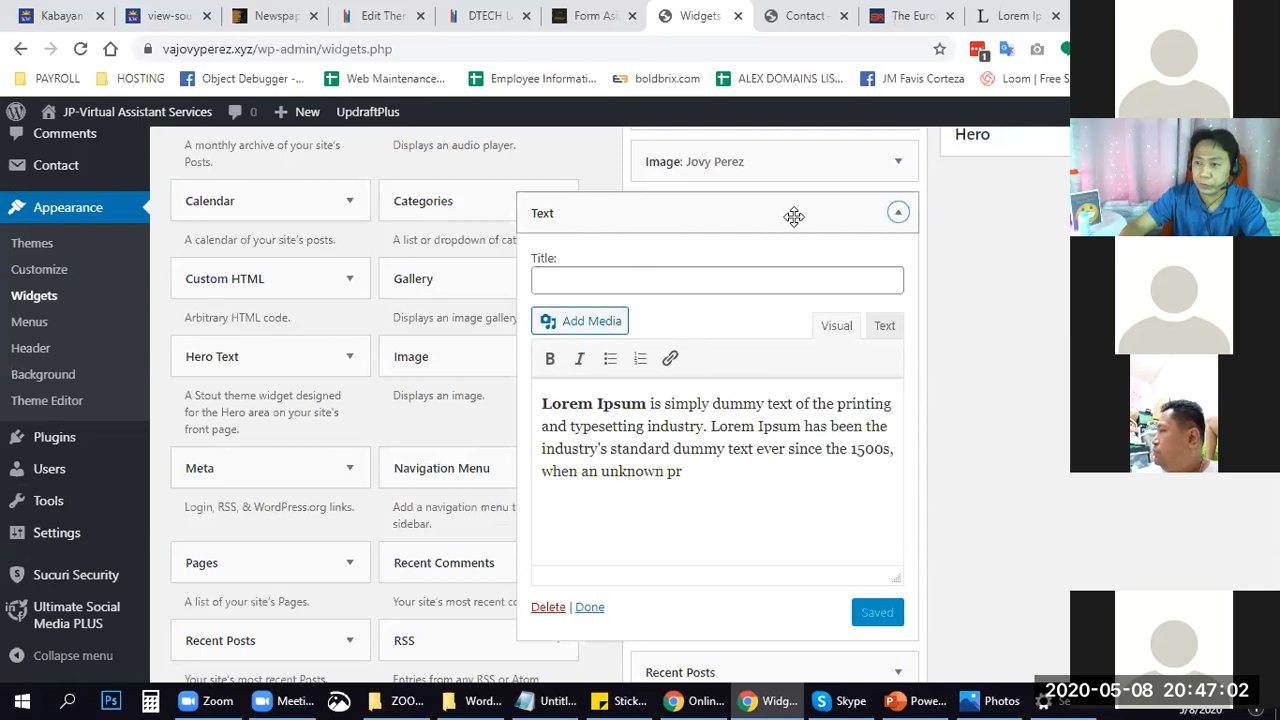 Kabayan
view-sour
Newspap
Edit The
DTECH L
Form As
Widgets
Contact
The Euro
Lorem Ip
vajovyperez.xyz/wp-admin/widgets.php
1
PAYROLL
HOSTING
Object Debugger -...
Web Maintenance...
Employee Informati...
boldbrix.com
ALEX DOMAINS LIS...
JM Favis Corteza
Loom | Free S
JP-Virtual Assistant Services
0
New
UpdraftPlus
Comments
Contact
Appearance
Themes
Customize
Widgets
Menus
Header
Background
Theme Editor
Plugins
Users
Tools
Settings
Sucuri Security
Ultimate Social
Media PLUS
Collapse menu
A monthly archive of your site's
Posts.
Displays an audio player.
Calendar
Categories
A calendar of your site's posts.
A list or dropdown of cat
Custom HTML
Gallery
Arbitrary HTML code.
Displays an image gallery
Hero Text
Image
A Stout theme widget designed
for the Hero area on your site's
front page.
Displays an image.
Meta
Navigation Menu
Login, RSS, & WordPress.org links.
Add a navigation menu t
sidebar.
Pages
Recent Comments
A list of your site's Pages.
Your site's most recent co
Recent Posts
RSS
Your site's most recent Posts.
Entries from any RSS or Atom
Image: Jovy Perez
Text
Title:
Add Media
Visual
Text
B
I
Lorem Ipsum is simply dummy text of the printing
and typesetting industry. Lorem Ipsum has been the
industry's standard dummy text ever since the 1500s,
when an unknown pr
Delete | Done
Saved
Recent Posts
Hero
Zoom
Meeti...
ZOO...
Word...
Untitl...
Stick...
Onlin...
Widg...
Skype
Powe...
Photos
2020-05-08 20:47:02
5/8/2020